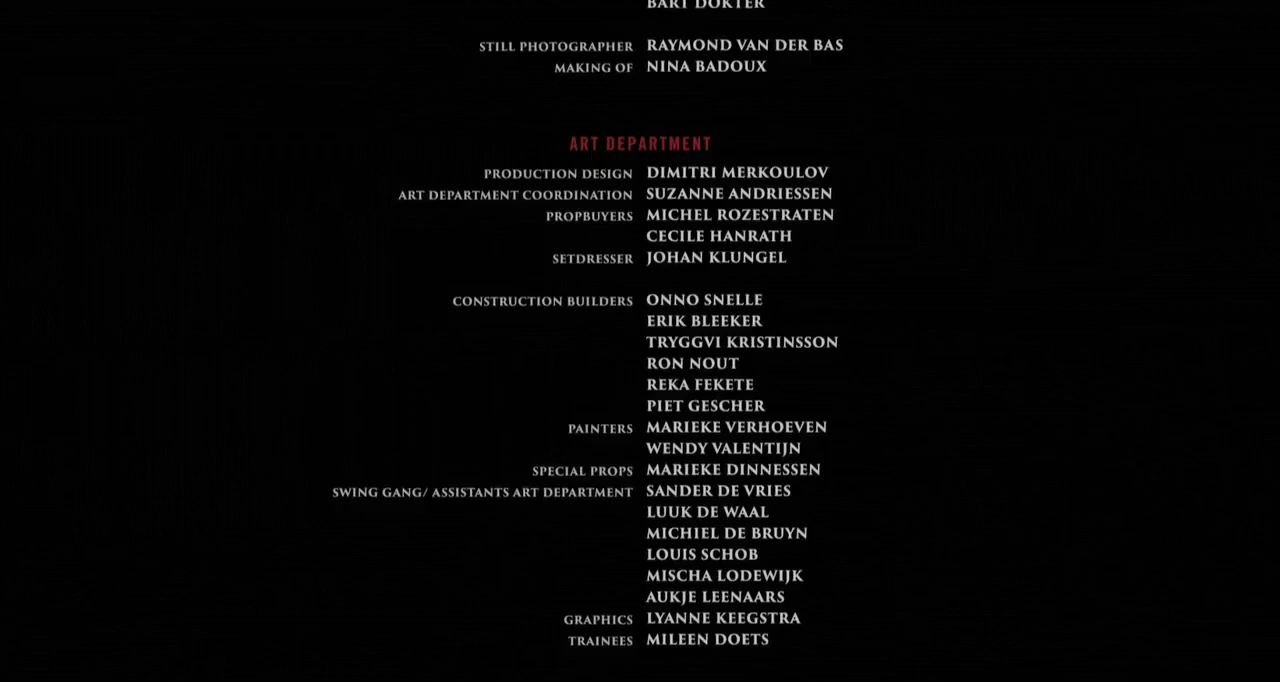 BART DOKTER
STILL PHOTOGRAPHER RAYMOND VAN DER BAS
MAKING OF NINA BADOUX
ART DEPARTMENT
PRODUCTION DESIGN DIMITRI MERKOULOV
ART DEPARTMENT COORDINATION SUZANNE ANDRIESSEN
PROPBUYERS MICHEL ROZESTRATEN
CECILE HANRATH
SETDRESSER JOHAN KLUNGEL
CONSTRUCTION BUILDERS ONNO SNELLE
ERIK BLEEKER
TRYGGVI KRISTINSSON
RON NOUT
REKA FEKETE
PIET GESCHER
PAINTERS MARIEKE VERHOEVEN
WENDY VALENTIJN
SPECIAL PROPS MARIEKE DINNESSEN
SWING GANG/ ASSISTANTS ART DEPARTMENT SANDER DE VRIES
LUUK DE WAAL
MICHIEL DE BRUYN
LOUIS SCHOB
MISCHA LODEWIJK
AUKJE LEENAARS
GRAPHICS LYANNE KEEGSTRA
TRAINEES MILEEN DOETS